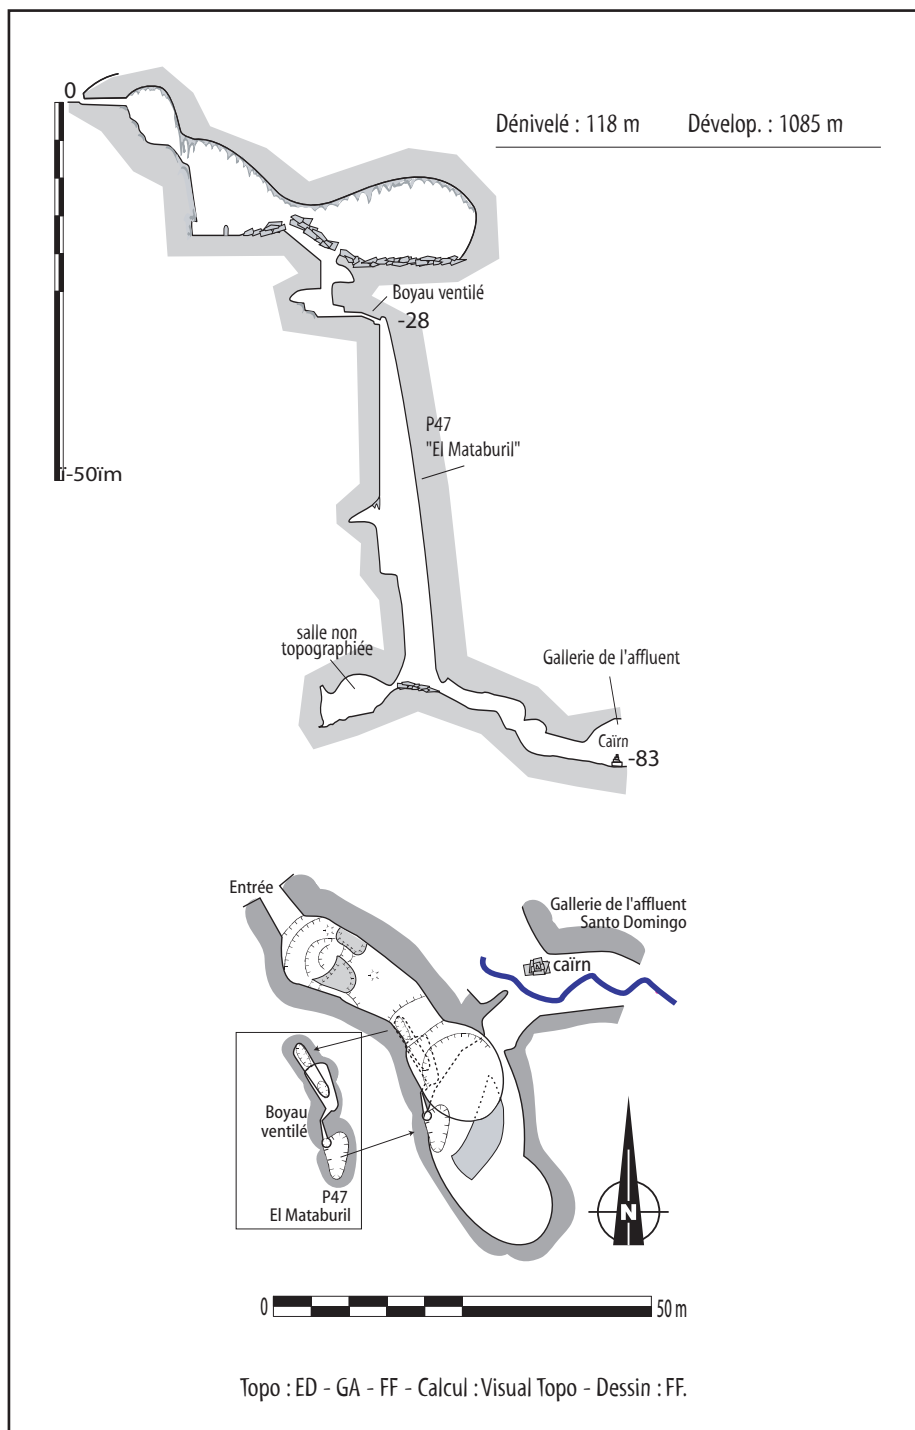 0
Dénivelé : 118 m Dévelop. : 1085 m
Boyau ventilé
-28
P47
"El Mataburil"
ï-50ïm
salle non
topographiée
Gallerie de l'affluent
Caïrn
-83
Entrée
Gallerie de l'affluent
Santo Domingo
caïrn
Boyau
ventilé
P47
El Mataburil
N
0 50 m
Topo : ED - GA - FF - Calcul : Visual Topo - Dessin : FF.